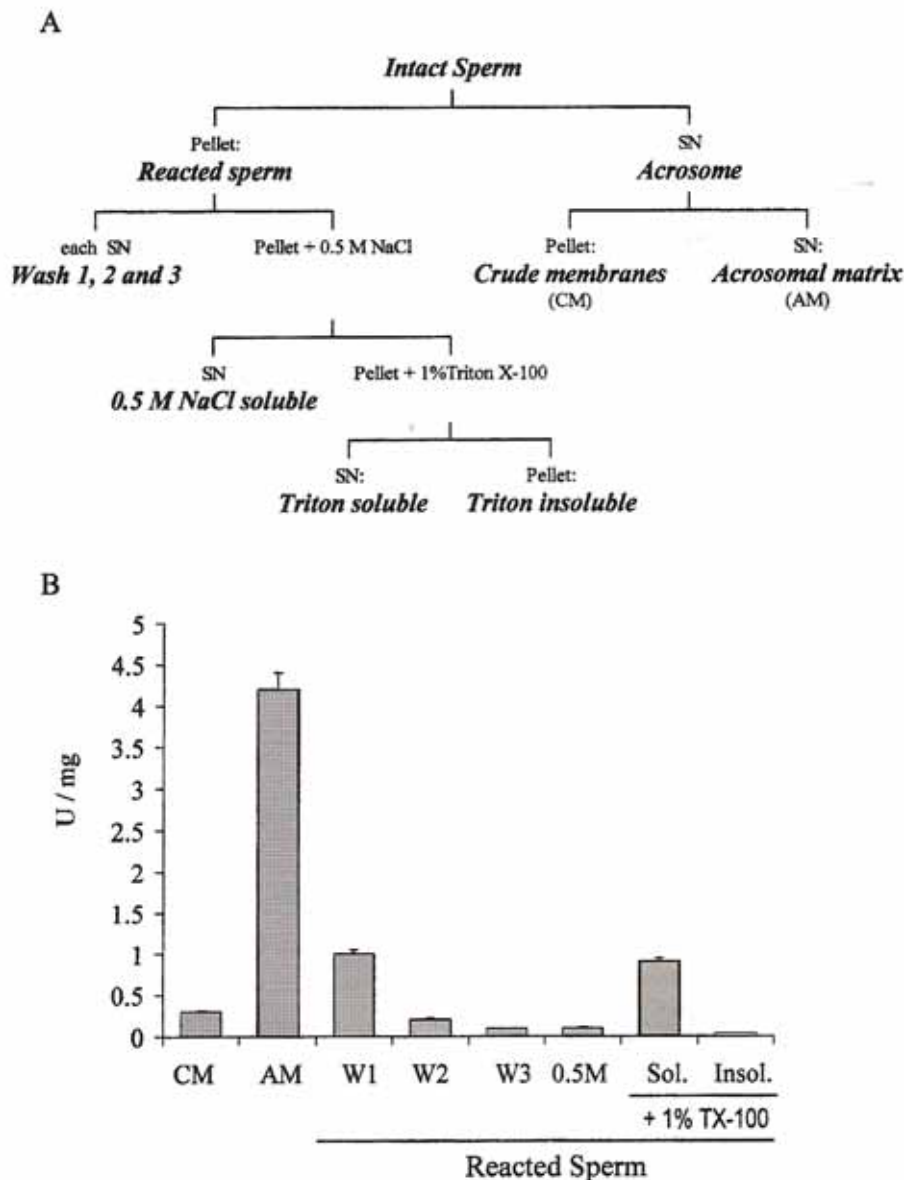 A
Intact Sperm
Pellet:
Reacted sperm
SN
Acrosome
each SN
Wash 1, 2 and 3
Pellet + 0.5 M NaCl
Pellet:
Crude membranes
(CM)
SN:
Acrosomal matrix
(AM)
SN
0.5 M NaCl soluble
Pellet + 1%Triton X-100
SN:
Triton soluble
Pellet:
Triton insoluble
B
U / mg
5
4.5
4
3.5
3
2.5
2
1.5
1
0.5
0
CM AM W1 W2 W3 0.5M Sol. Insol.
+ 1% TX-100
Reacted Sperm